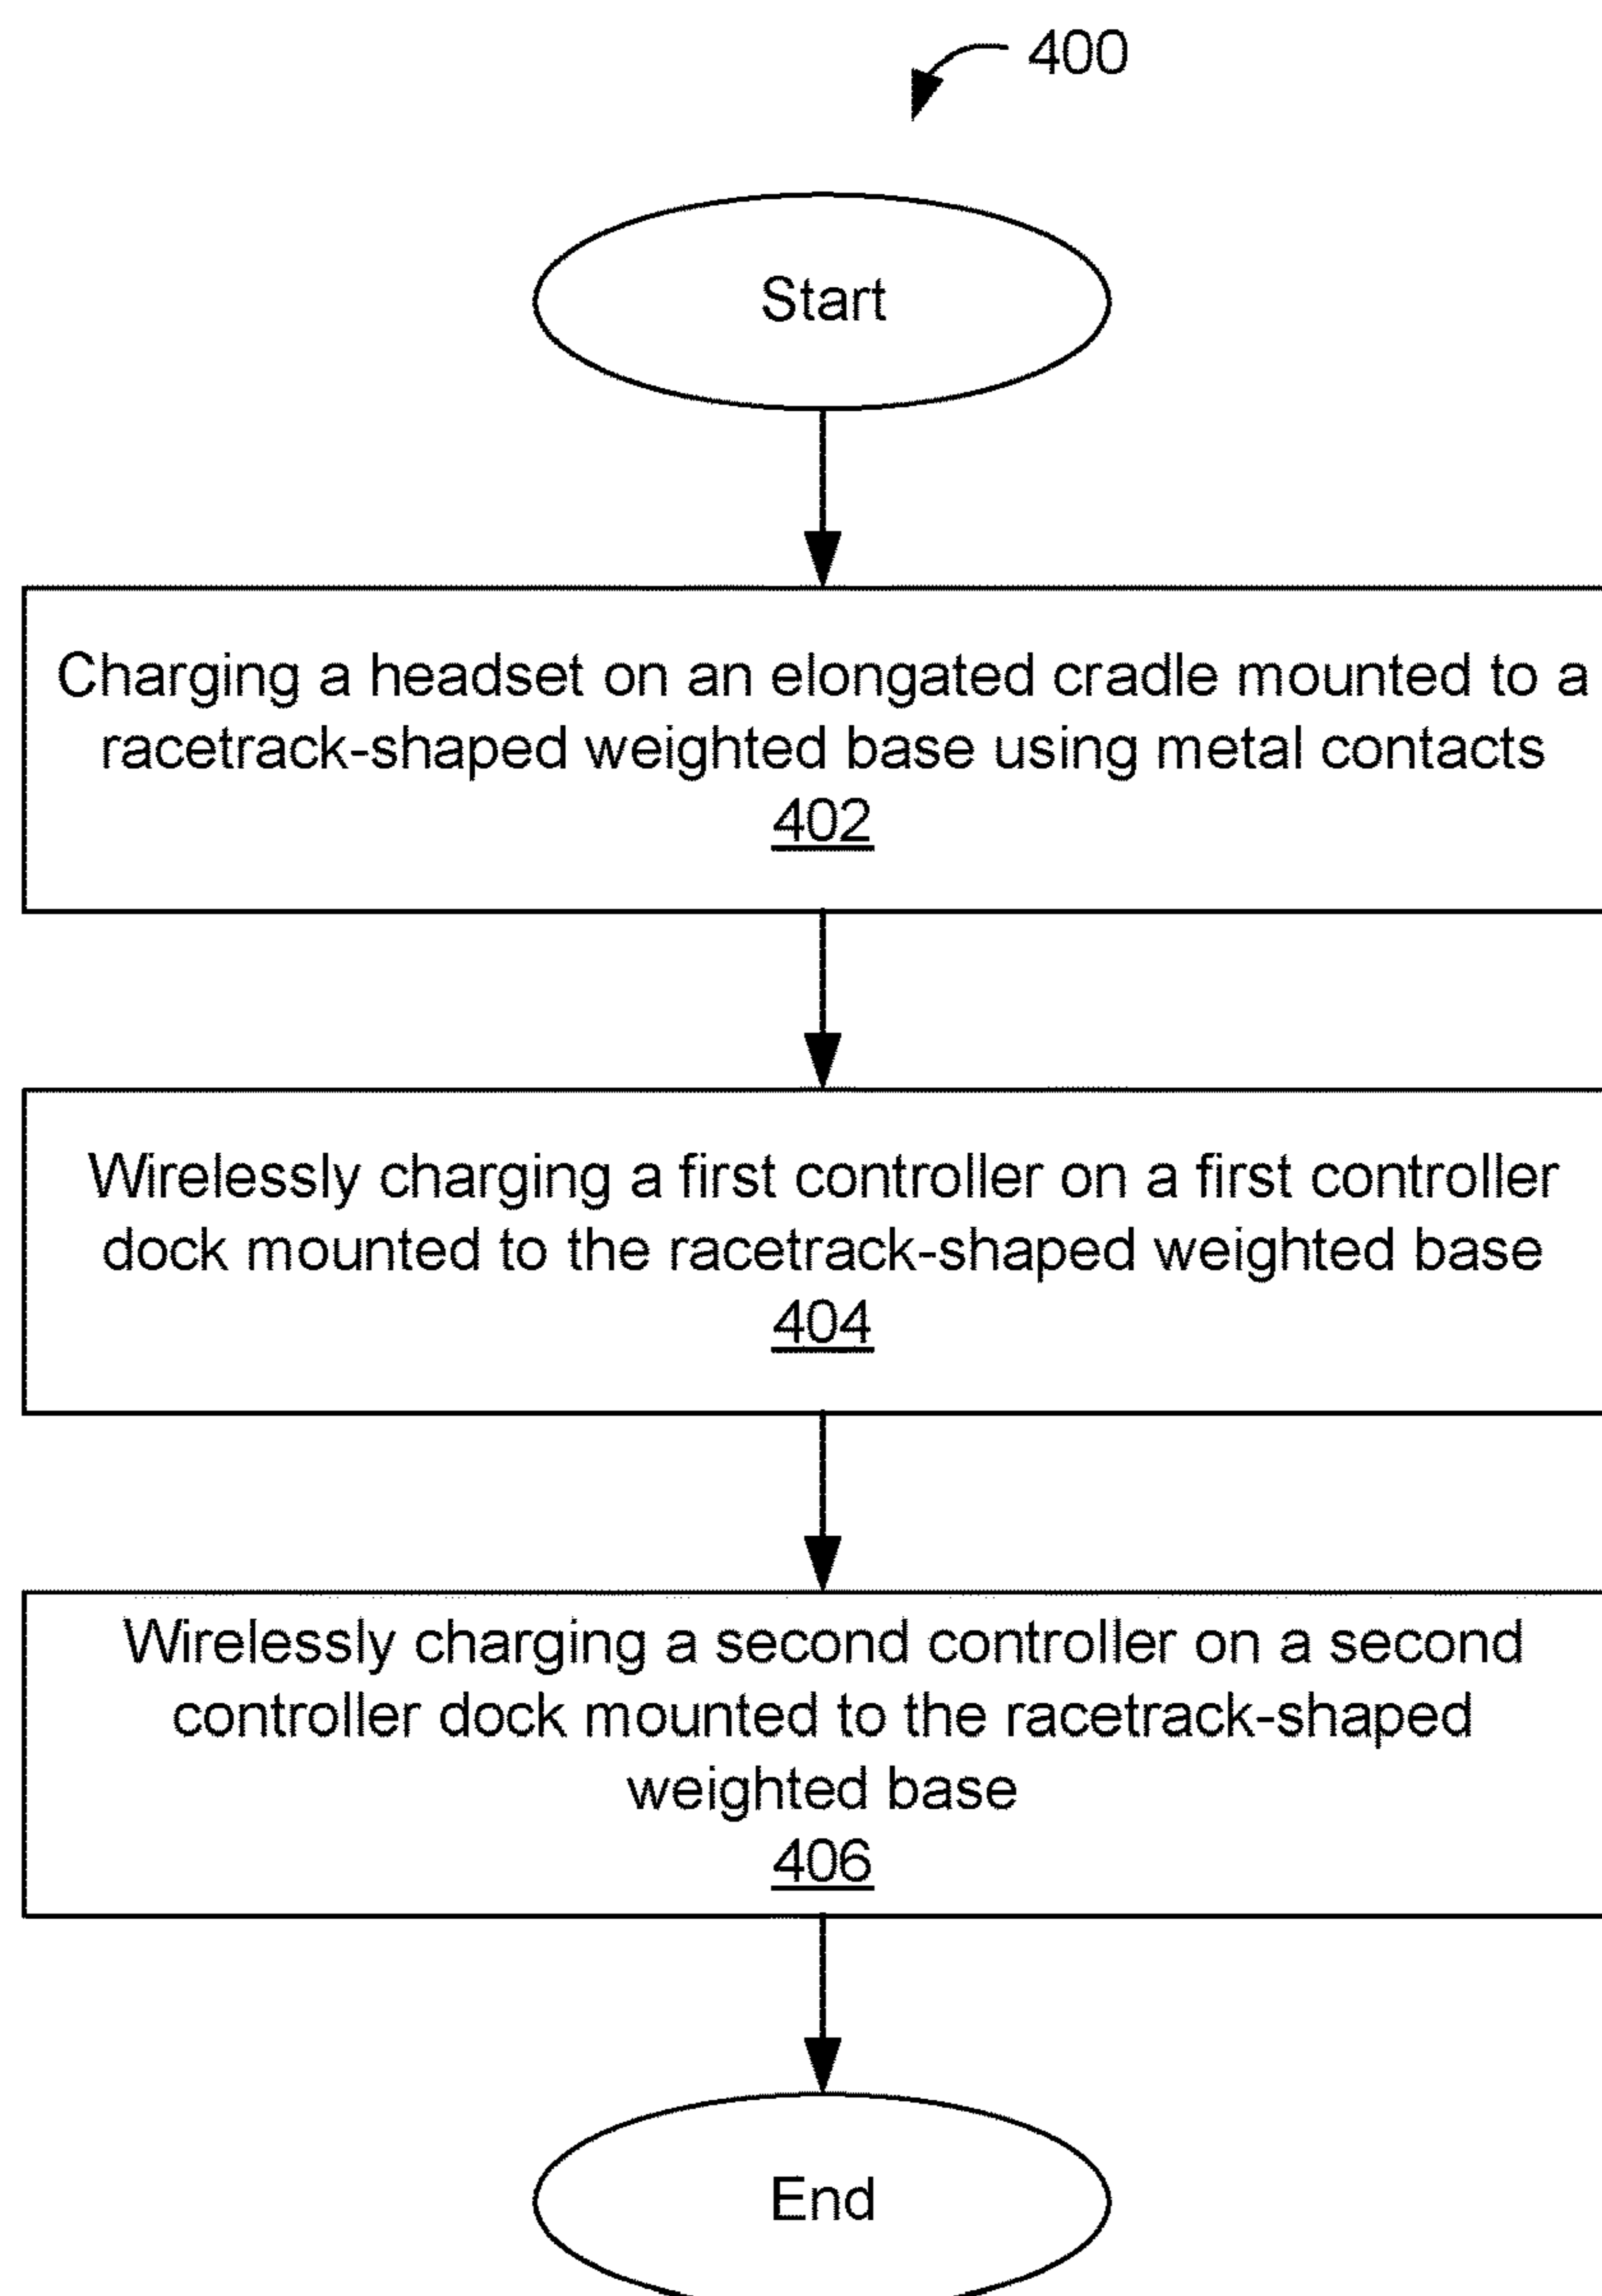 400
Start
Charging a headset on an elongated cradle mounted to a
racetrack-shaped weighted base using metal contacts
402
Wirelessly charging a first controller on a first controller
dock mounted to the racetrack-shaped weighted base
404
Wirelessly charging a second controller on a second
controller dock mounted to the racetrack-shaped
weighted base
406
End